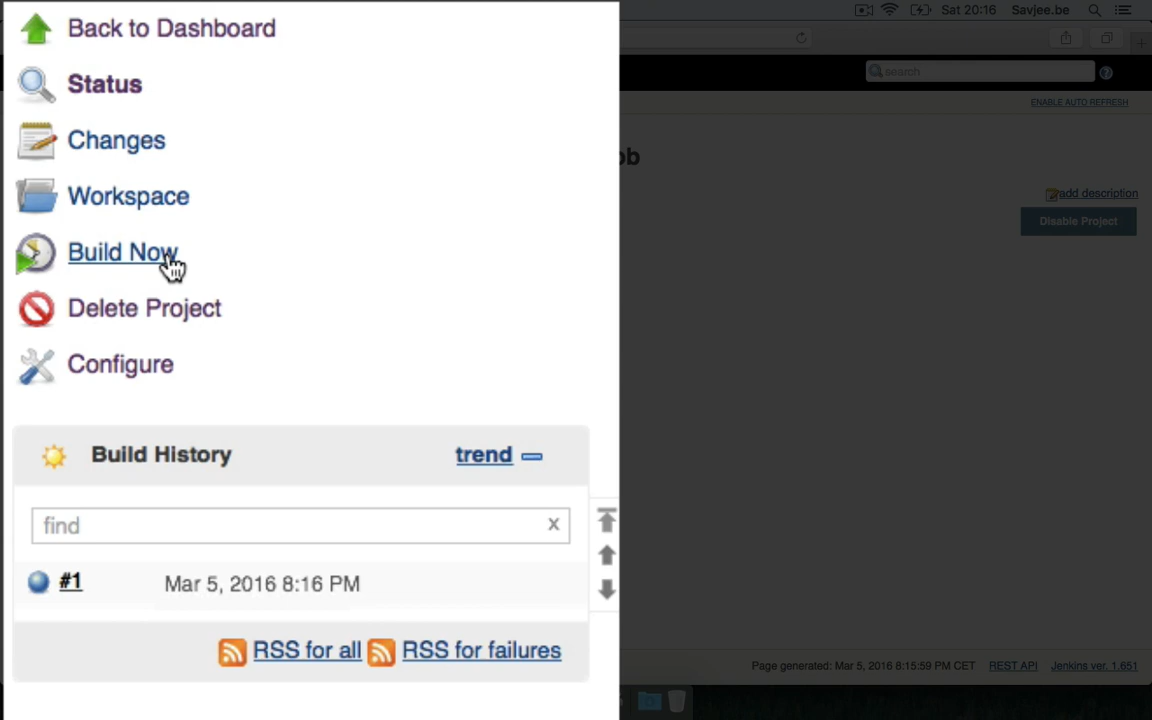 Back to Dashboard
Status
Changes
Workspace
Build Now
Delete Project
Configure
Build History trend
find x
#1 Mar 5, 2016 8:16 PM
RSS for all RSS for failures
Sat 20:16 Savjee.be
search
ENABLE AUTO REFRESH
ob
add description
Disable Project
Page generated: Mar 5, 2016 8:15:59 PM CET REST API Jenkins ver. 1.651